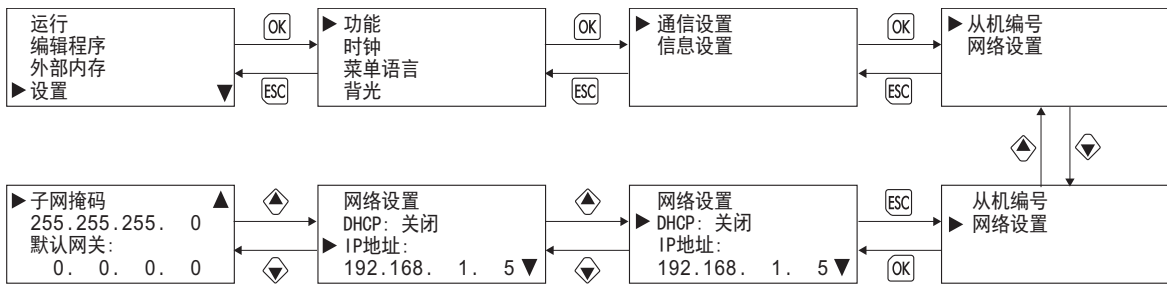 运行
编辑程序
外部内存
▶设置 ▼
OK
ESC
▶功能
时钟
菜单语言
背光
OK
ESC
▶通信设置
信息设置
OK
ESC
▶从机编号
网络设置
▶子网掩码 ▲
255.255.255. 0
默认网关:
0. 0. 0. 0
网络设置
DHCP: 关闭
▶IP地址:
192.168. 1. 5▼
网络设置
▶DHCP: 关闭
IP地址:
192.168. 1. 5▼
ESC
OK
从机编号
▶网络设置